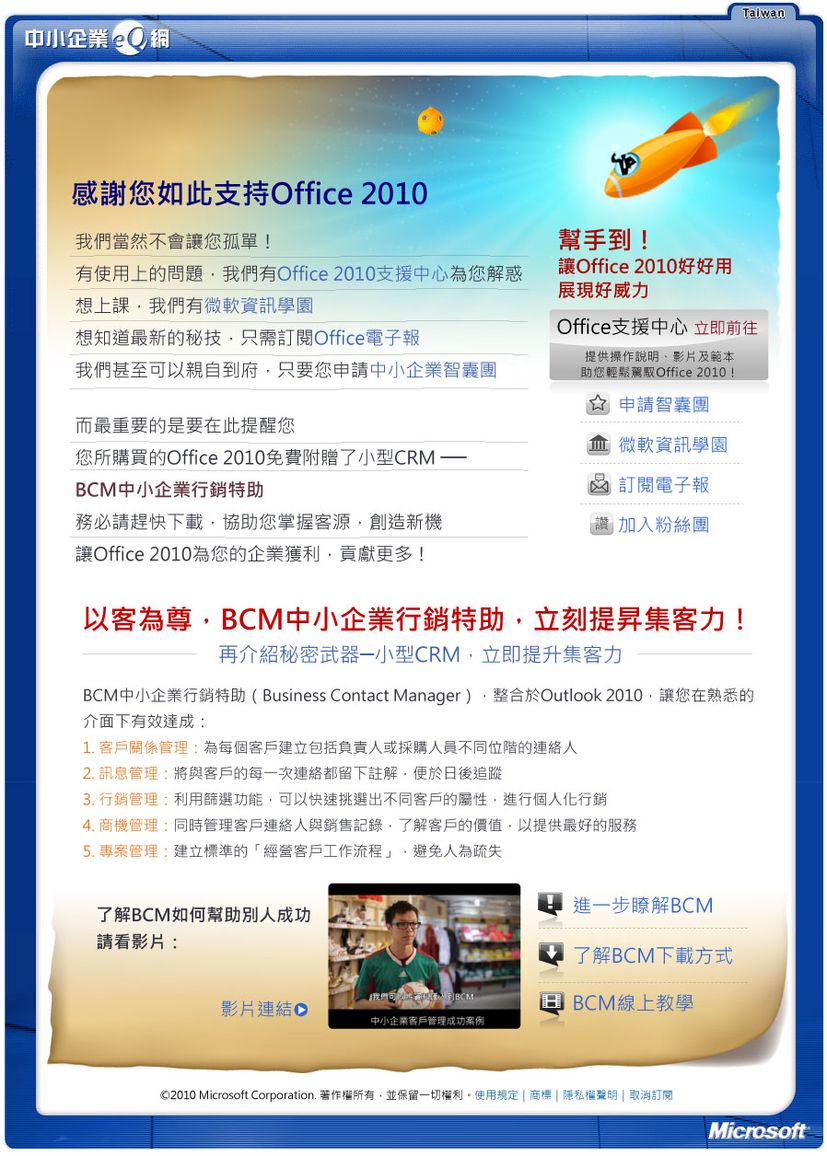 Taiwan
中小企業eQ網
感謝您如此支持Office 2010
我們當然不會讓您孤單！
有使用上的問題，我們有Office 2010支援中心為您解惑
想上課，我們有微軟資訊學園
想知道最新的秘技，只需訂閱Office電子報
我們甚至可以親自到府，只要您申請中小企業智囊團
而最重要的是要在此提醒您
您所購買的Office 2010免費附贈了小型CRM ──
BCM中小企業行銷特助
務必請趕快下載，協助您掌握客源，創造新機
讓Office 2010為您的企業獲利，貢獻更多！
幫手到！
讓Office 2010好好用
展現好威力
Office支援中心 立即前往
提供操作說明、影片及範本
助您輕鬆駕馭Office 2010！
申請智囊團
微軟資訊學園
訂閱電子報
讚 加入粉絲團
以客為尊，BCM中小企業行銷特助，立刻提昇集客力！
再介紹秘密武器─小型CRM，立即提升集客力
BCM中小企業行銷特助（Business Contact Manager），整合於Outlook 2010，讓您在熟悉的
介面下有效達成：
1. 客戶關係管理：為每個客戶建立包括負責人或採購人員不同位階的連絡人
2. 訊息管理：將與客戶的每一次連絡都留下註解，便於日後追蹤
3. 行銷管理：利用篩選功能，可以快速挑選出不同客戶的屬性，進行個人化行銷
4. 商機管理：同時管理客戶連絡人與銷售記錄，了解客戶的價值，以提供最好的服務
5. 專案管理：建立標準的「經營客戶工作流程」，避免人為疏失
了解BCM如何幫助別人成功
請看影片：
影片連結
中小企業客戶管理成功案例
進一步瞭解BCM
了解BCM下載方式
BCM線上教學
©2010 Microsoft Corporation. 著作權所有，並保留一切權利。使用規定 | 商標 | 隱私權聲明 | 取消訂閱
Microsoft